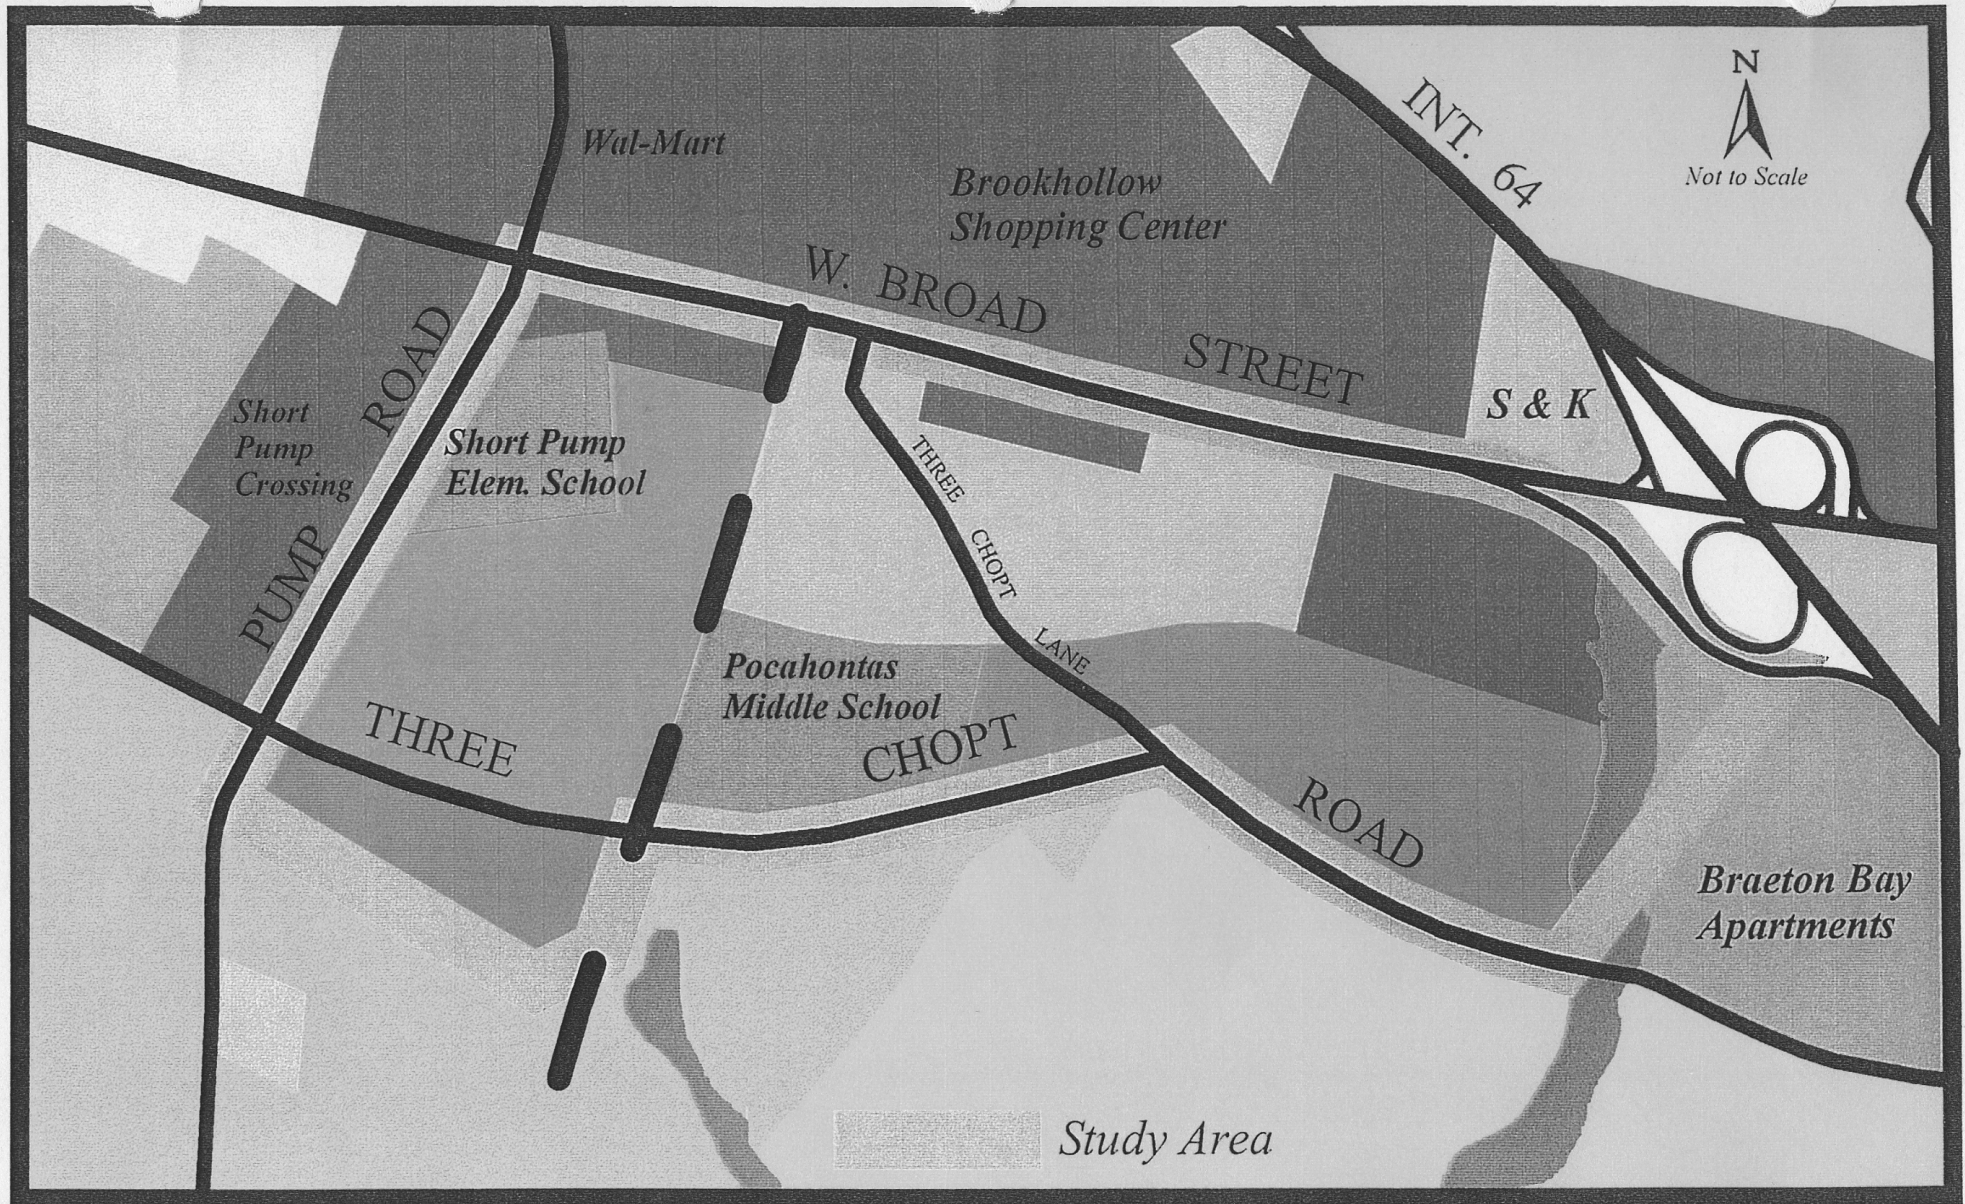 N
Not to Scale
INT. 64
Wal-Mart
Brookhollow
Shopping Center
W. BROAD
STREET
S & K
PUMP ROAD
Short
Pump
Crossing
Short Pump
Elem. School
THREE
CHOPT
LANE
Pocahontas
Middle School
THREE
CHOPT
ROAD
Braeton Bay
Apartments
Study Area